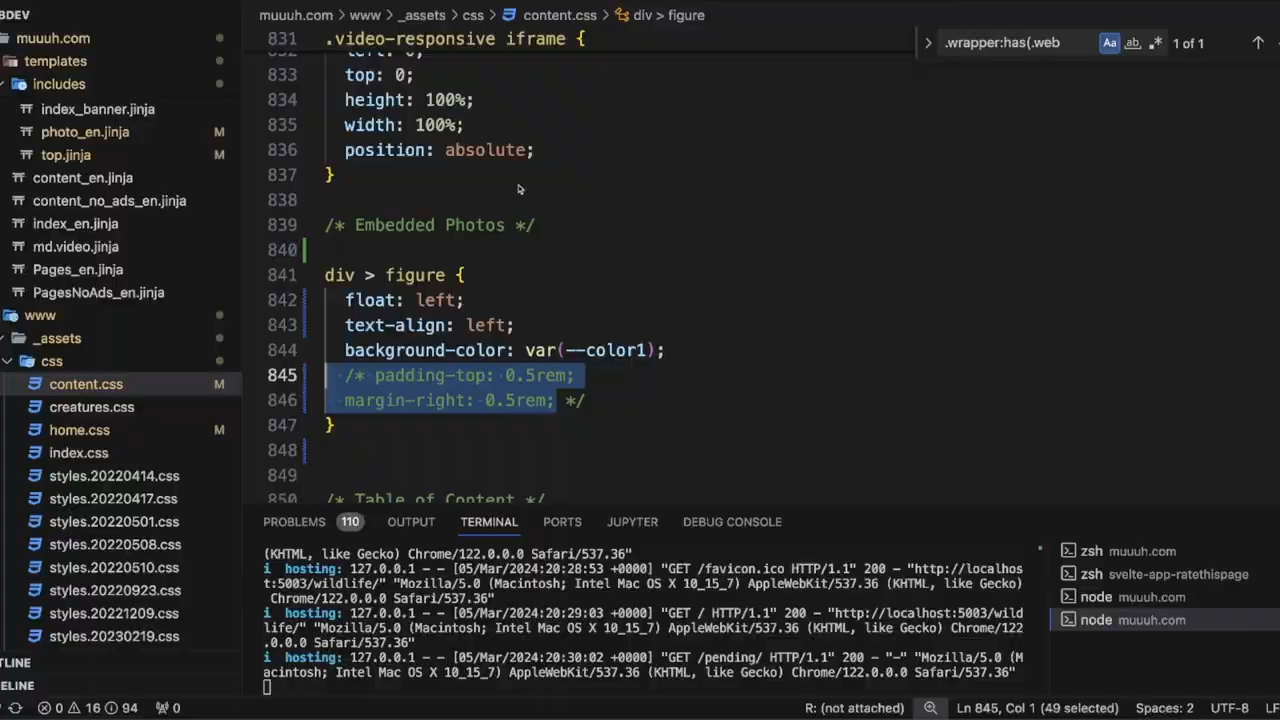 BDEV
muuuh.com
templates
includes
index_banner.jinja
photo_en.jinja M
top.jinja M
content_en.jinja
content_no_ads_en.jinja
index_en.jinja
md.video.jinja
Pages_en.jinja
PagesNoAds_en.jinja
www
_assets
css
content.css M
creatures.css
home.css M
index.css
styles.20220414.css
styles.20220417.css
styles.20220501.css
styles.20220508.css
styles.20220510.css
styles.20220923.css
styles.20221209.css
styles.20230219.css
TLINE
ELINE
muuuh.com > www > _assets > css > content.css > div > figure
.wrapper:has(.web Aa ab .* 1 of 1
831 .video-responsive iframe {
832 left: 0;
833 top: 0;
834 height: 100%;
835 width: 100%;
836 position: absolute;
837 }
838
839 /* Embedded Photos */
840
841 div > figure {
842 float: left;
843 text-align: left;
844 background-color: var(--color1);
845 /* padding-top: 0.5rem;
846 margin-right: 0.5rem; */
847 }
848
849
850 /* Table of Content */
PROBLEMS 110 OUTPUT TERMINAL PORTS JUPYTER DEBUG CONSOLE
(KHTML, like Gecko) Chrome/122.0.0.0 Safari/537.36"
i hosting: 127.0.0.1 - - [05/Mar/2024:20:28:53 +0000] "GET /favicon.ico HTTP/1.1" 200 - "http://localhos
t:5003/wildlife/" "Mozilla/5.0 (Macintosh; Intel Mac OS X 10_15_7) AppleWebKit/537.36 (KHTML, like Gecko)
Chrome/122.0.0.0 Safari/537.36"
i hosting: 127.0.0.1 - - [05/Mar/2024:20:29:03 +0000] "GET / HTTP/1.1" 200 - "http://localhost:5003/wild
life/" "Mozilla/5.0 (Macintosh; Intel Mac OS X 10_15_7) AppleWebKit/537.36 (KHTML, like Gecko) Chrome/122
.0.0.0 Safari/537.36"
i hosting: 127.0.0.1 - - [05/Mar/2024:20:30:02 +0000] "GET /pending/ HTTP/1.1" 200 - "-" "Mozilla/5.0 (M
acintosh; Intel Mac OS X 10_15_7) AppleWebKit/537.36 (KHTML, like Gecko) Chrome/122.0.0.0 Safari/537.36"
zsh muuuh.com
zsh svelte-app-ratethispage
node muuuh.com
node muuuh.com
0 16 94 0 R: (not attached) Ln 845, Col 1 (49 selected) Spaces: 2 UTF-8 LF